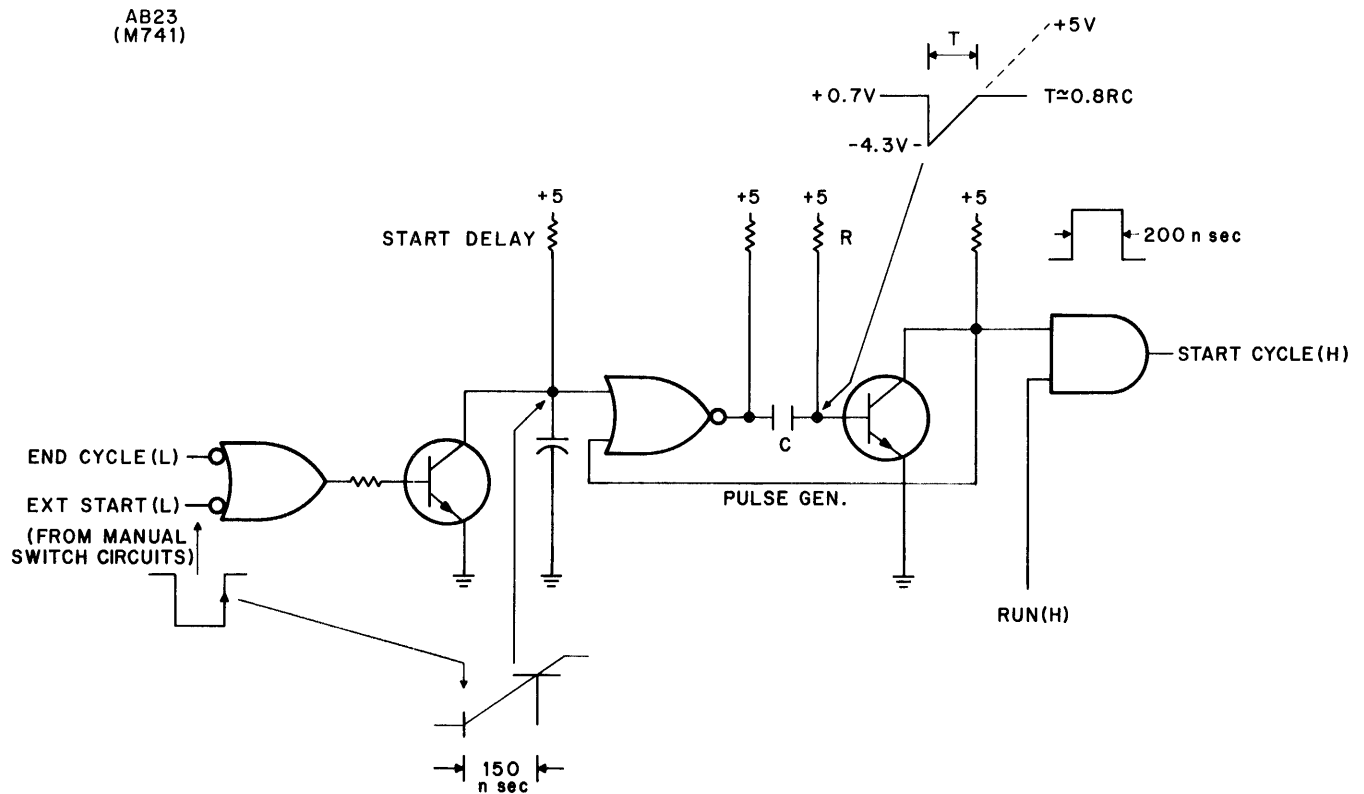 AB23
(M741)
+5V
T
+0.7V
T≃0.8RC
-4.3V-
+5
+5
+5
+5
START DELAY
R
200 n sec
START CYCLE(H)
C
END CYCLE(L)
EXT START(L)
PULSE GEN.
(FROM MANUAL
SWITCH CIRCUITS)
RUN(H)
150
n sec